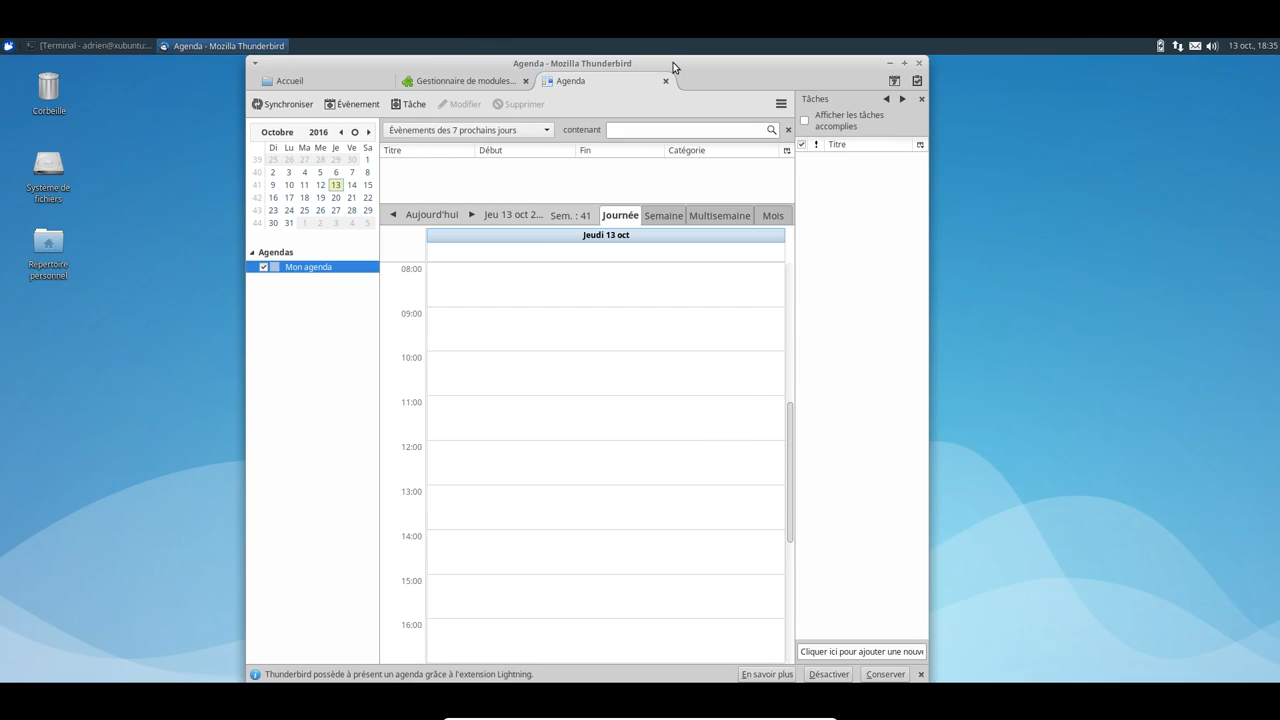 [Terminal - adrien@xubuntu:...
Agenda - Mozilla Thunderbird
13 oct., 18:35
Corbeille
Système de
fichiers
Répertoire
personnel
Agenda - Mozilla Thunderbird
Accueil
Gestionnaire de modules...
Agenda
Synchroniser
Évènement
Tâche
Modifier
Supprimer
Octobre 2016
Di Lu Ma Me Je Ve Sa
39 25 26 27 28 29 30 1
40 2 3 4 5 6 7 8
41 9 10 11 12 13 14 15
42 16 17 18 19 20 21 22
43 23 24 25 26 27 28 29
44 30 31 1 2 3 4 5
Agendas
Mon agenda
Évènements des 7 prochains jours
contenant
Titre Début Fin Catégorie
Aujourd'hui
Jeu 13 oct 2...
Sem. : 41
Journée
Semaine
Multisemaine
Mois
Jeudi 13 oct
08:00
09:00
10:00
11:00
12:00
13:00
14:00
15:00
16:00
Tâches
Afficher les tâches
accomplies
! Titre
Cliquer ici pour ajouter une nouv
Thunderbird possède à présent un agenda grâce à l'extension Lightning.
En savoir plus
Désactiver
Conserver